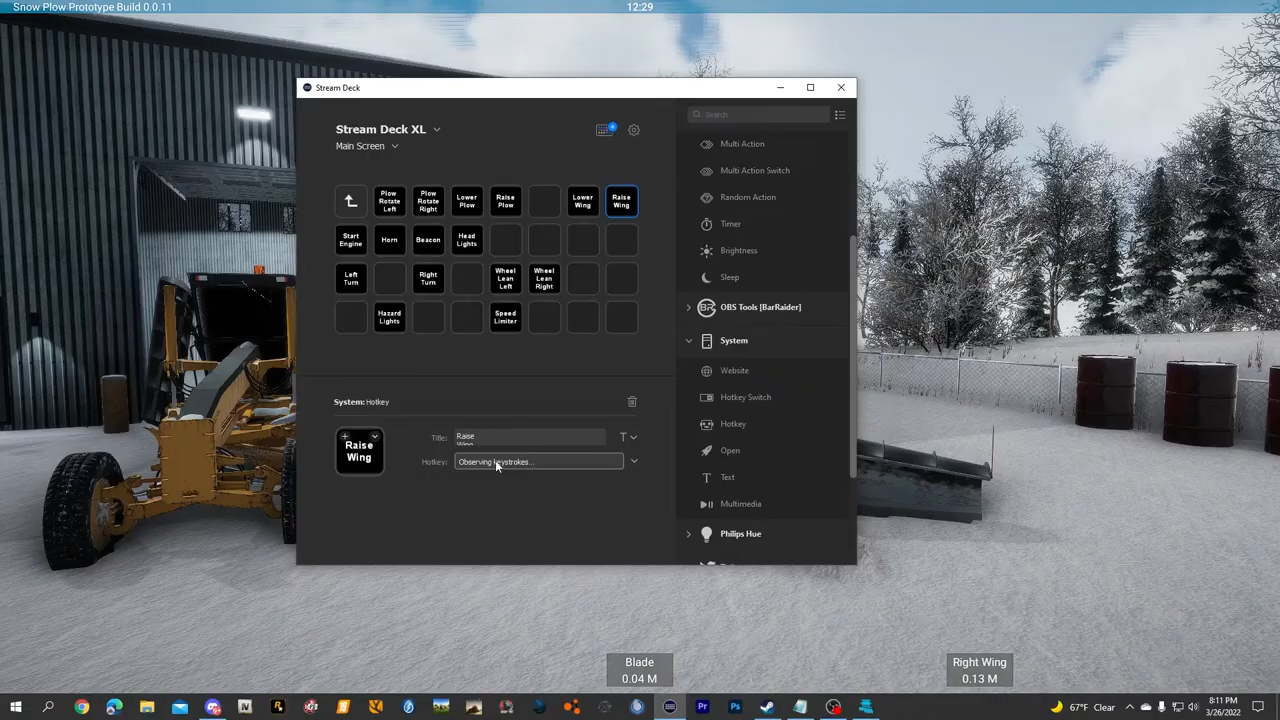 Snow Plow Prototype Build 0.0.11
12:29
Stream Deck
Stream Deck XL
Main Screen
Search
Plow
Rotate
Left
Plow
Rotate
Right
Lower
Plow
Raise
Plow
Lower
Wing
Raise
Wing
Start
Engine
Horn
Beacon
Head
Lights
Left
Turn
Right
Turn
Wheel
Lean
Left
Wheel
Lean
Right
Hazard
Lights
Speed
Limiter
System: Hotkey
Raise
Wing
Title:
Raise
Wing
T
Hotkey:
Observing keystrokes...
Multi Action
Multi Action Switch
Random Action
Timer
Brightness
Sleep
BR
OBS Tools [BarRaider]
System
Website
Hotkey Switch
Hotkey
Open
Text
Multimedia
Philips Hue
Blade
0.04 M
Right Wing
0.13 M
Pr
Ps
67°F Clear
8:11 PM
3/26/2022